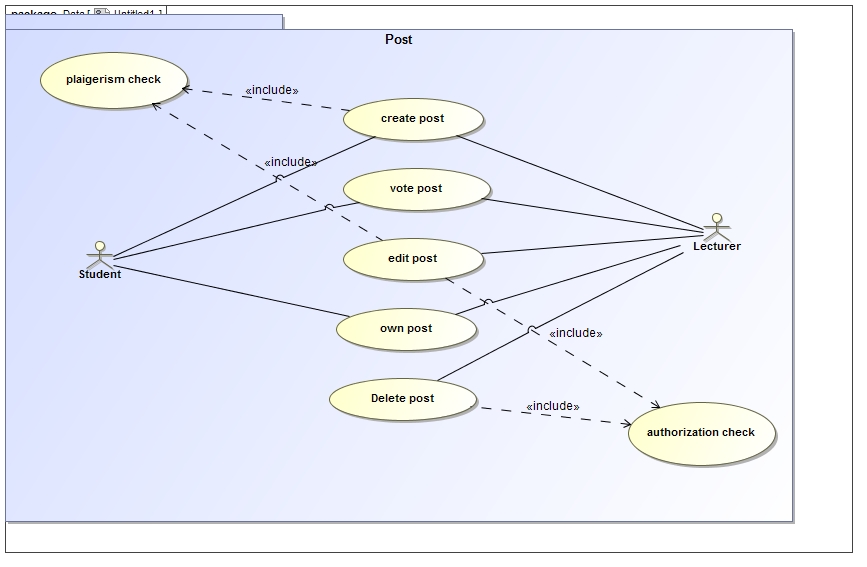 package Data [ Untitled1 ]
Post
plaigerism check
«include»
create post
«include»
vote post
Student
Lecturer
edit post
own post
«include»
Delete post
«include»
authorization check